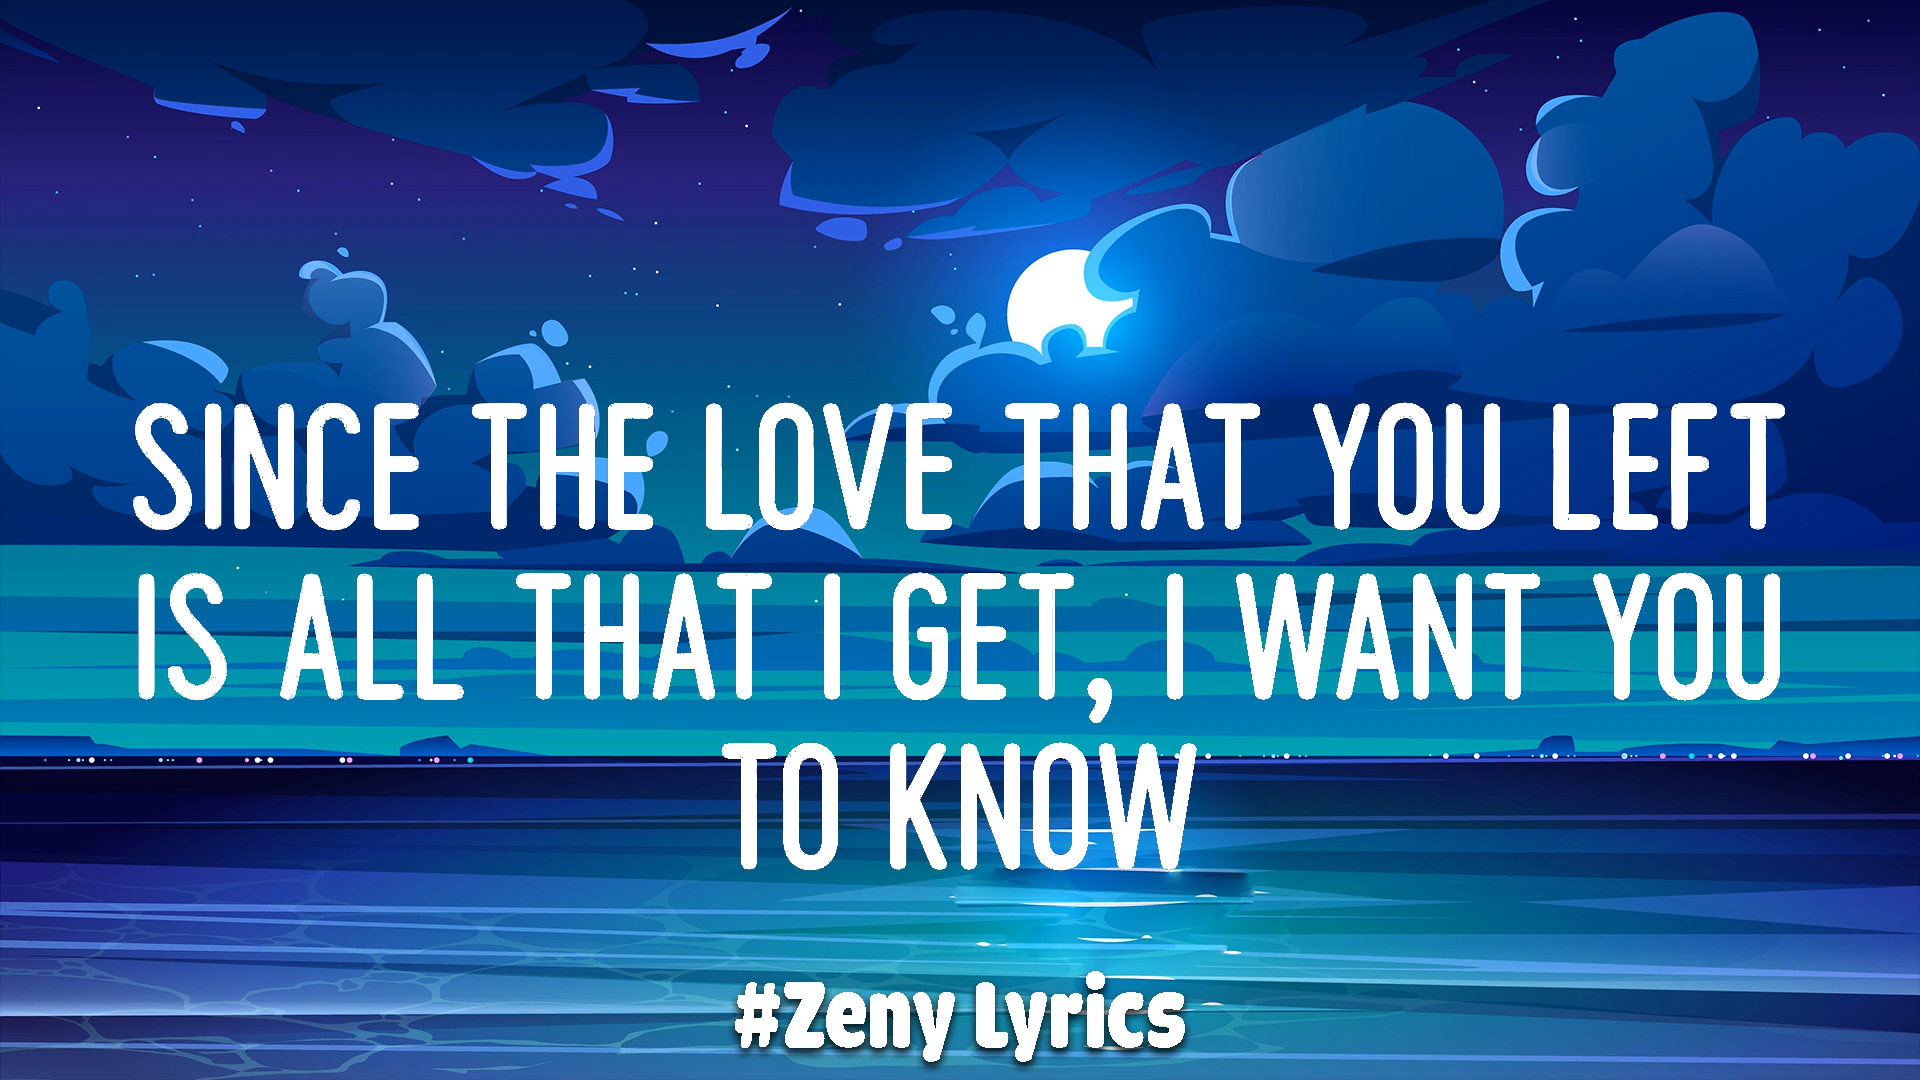 SINCE THE LOVE THAT YOU LEFT
IS ALL THAT I GET, I WANT YOU
TO KNOW
#Zeny Lyrics